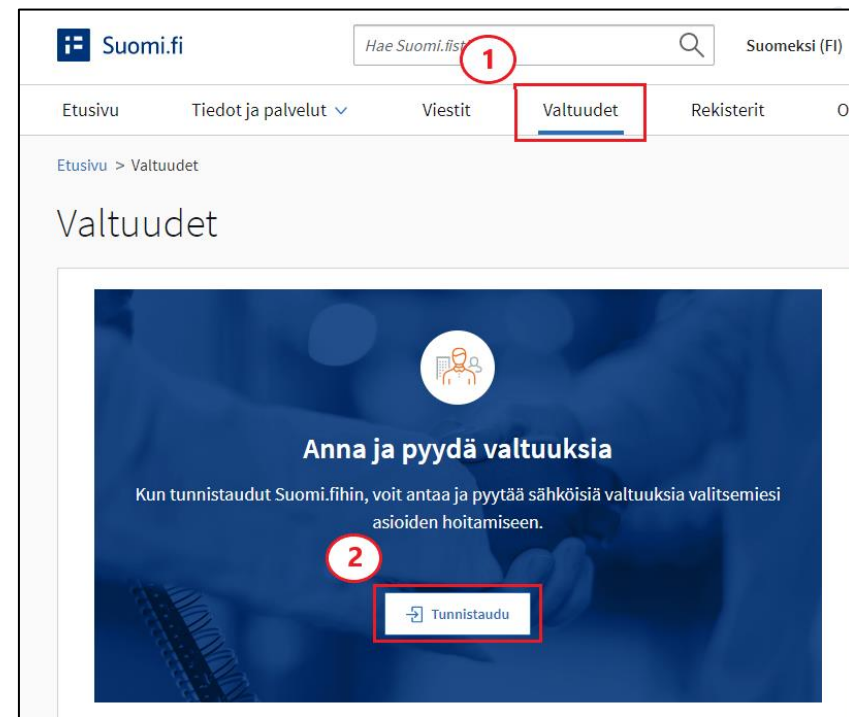 Suomi.fi
Hae Suomi.fist
1
Suomeksi (FI)
Etusivu Tiedot ja palvelut Viestit Valtuudet Rekisterit O
Etusivu > Valtuudet
Valtuudet
Anna ja pyydä valtuuksia
Kun tunnistaudut Suomi.fihin, voit antaa ja pyytää sähköisiä valtuuksia valitsemiesi
asioiden hoitamiseen.
2
Tunnistaudu